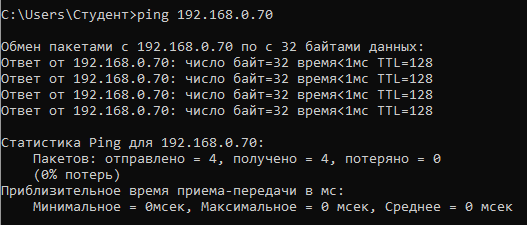 C:\Users\Студент>ping 192.168.0.70
Обмен пакетами с 192.168.0.70 по с 32 байтами данных:
Ответ от 192.168.0.70: число байт=32 время<1мс TTL=128
Ответ от 192.168.0.70: число байт=32 время<1мс TTL=128
Ответ от 192.168.0.70: число байт=32 время<1мс TTL=128
Ответ от 192.168.0.70: число байт=32 время<1мс TTL=128
Статистика Ping для 192.168.0.70:
Пакетов: отправлено = 4, получено = 4, потеряно = 0
(0% потерь)
Приблизительное время приема-передачи в мс:
Минимальное = 0мсек, Максимальное = 0 мсек, Среднее = 0 мсек